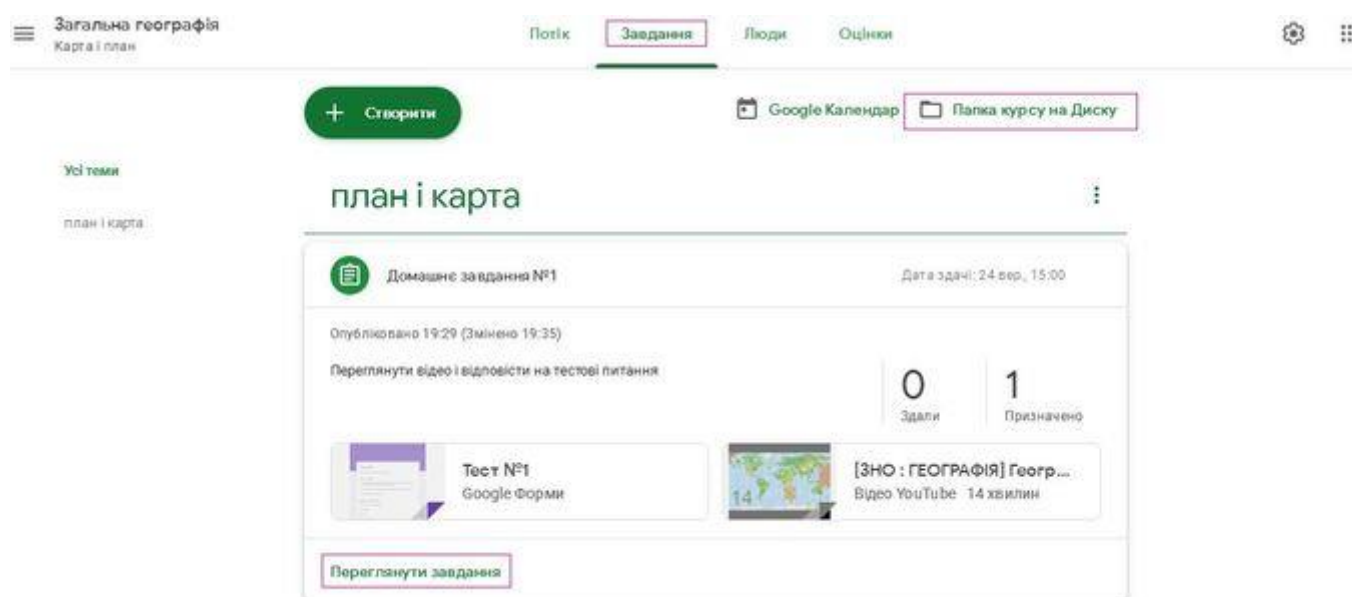 Загальна географія
Карта і план
Потік Завдання Люди Оцінки
+ Створити
Google Календар Папка курсу на Диску
Усі теми
план і карта
план і карта
Домашнє завдання №1 Дата здачі: 24 вер., 15:00
Опубліковано 19:29 (Змінено 19:35)
Переглянути відео і відповісти на тестові питання
0 1
Здали Призначено
Тест №1
Google Форми
14
[ЗНО : ГЕОГРАФІЯ] Геогр...
Відео YouTube 14 хвилин
Переглянути завдання